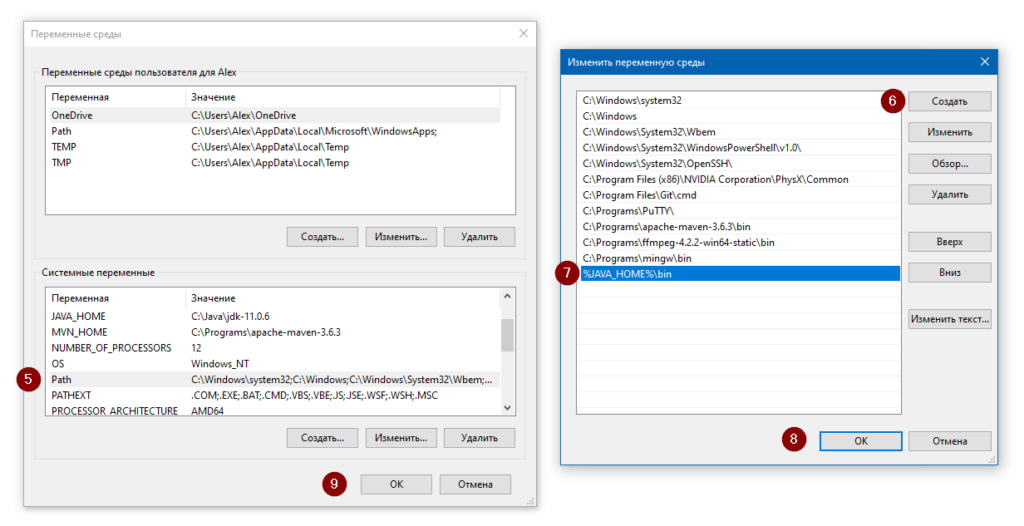 Переменные среды
Переменные среды пользователя для Alex
Переменная Значение
OneDrive C:\Users\Alex\OneDrive
Path C:\Users\Alex\AppData\Local\Microsoft\WindowsApps;
TEMP C:\Users\Alex\AppData\Local\Temp
TMP C:\Users\Alex\AppData\Local\Temp
Создать... Изменить... Удалить
Системные переменные
Переменная Значение
JAVA_HOME C:\Java\jdk-11.0.6
MVN_HOME C:\Programs\apache-maven-3.6.3
NUMBER_OF_PROCESSORS 12
OS Windows_NT
5 Path C:\Windows\system32;C:\Windows;C:\Windows\System32\Wbem;...
PATHEXT .COM;.EXE;.BAT;.CMD;.VBS;.VBE;.JS;.JSE;.WSF;.WSH;.MSC
PROCESSOR_ARCHITECTURE AMD64
Создать... Изменить... Удалить
9 OK Отмена
Изменить переменную среды
C:\Windows\system32
C:\Windows
C:\Windows\System32\Wbem
C:\Windows\System32\WindowsPowerShell\v1.0\
C:\Windows\System32\OpenSSH\
C:\Program Files (x86)\NVIDIA Corporation\PhysX\Common
C:\Program Files\Git\cmd
C:\Programs\PuTTY\
C:\Programs\apache-maven-3.6.3\bin
C:\Programs\ffmpeg-4.2.2-win64-static\bin
C:\Programs\mingw\bin
7 %JAVA_HOME%\bin
6 Создать
Изменить
Обзор...
Удалить
Вверх
Вниз
Изменить текст...
8 OK Отмена